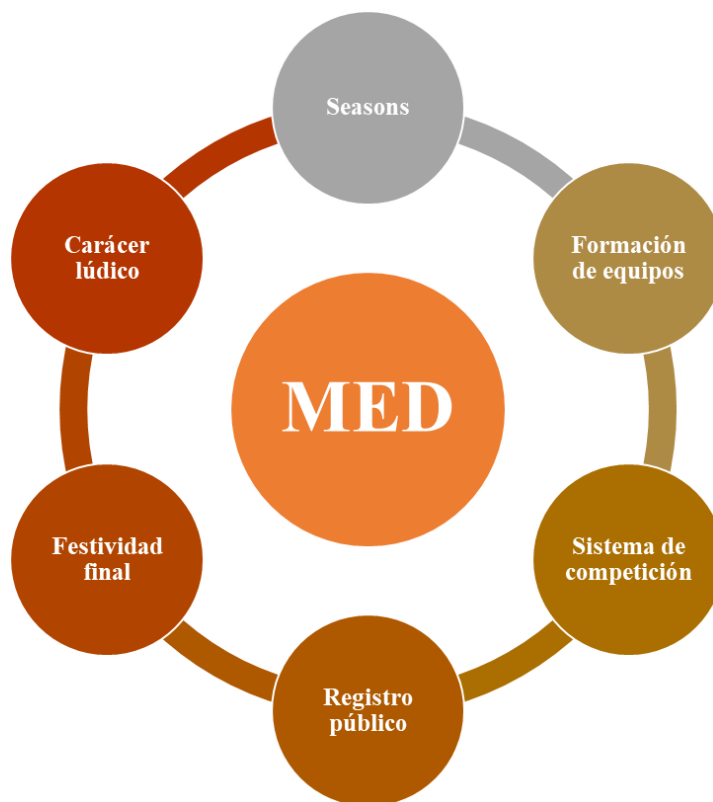 Seasons
Formación
de equipos
Sistema de
competición
Registro
público
Festividad
final
Carácer
lúdico
MED